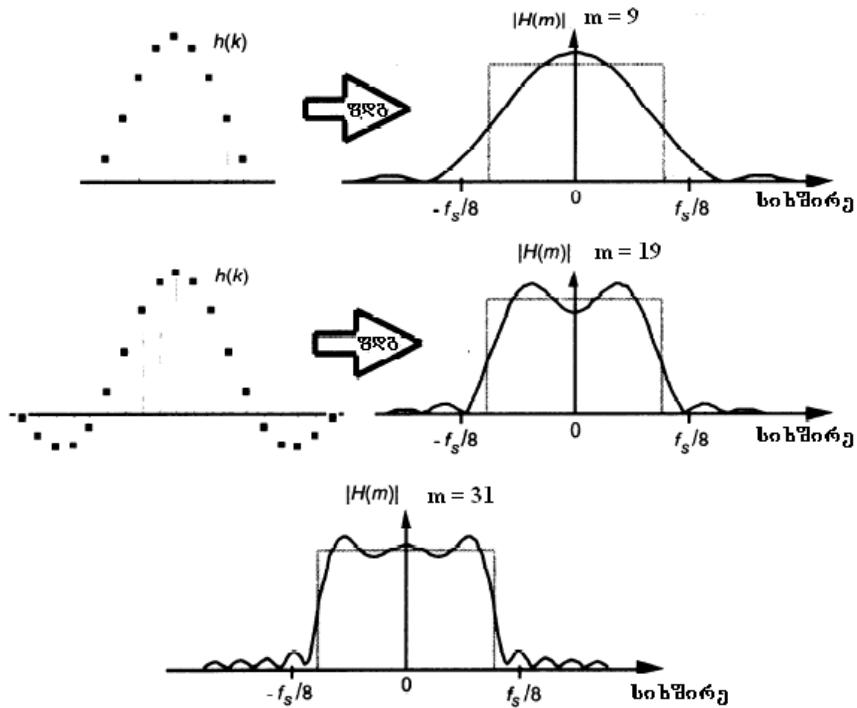 h(k)
|H(m)| m = 9
ფდგ
- fs/8
0
fs/8
სიხშირე
h(k)
|H(m)| m = 19
ფდგ
- fs/8
0
fs/8
სიხშირე
|H(m)| m = 31
- fs/8
0
fs/8
სიხშირე